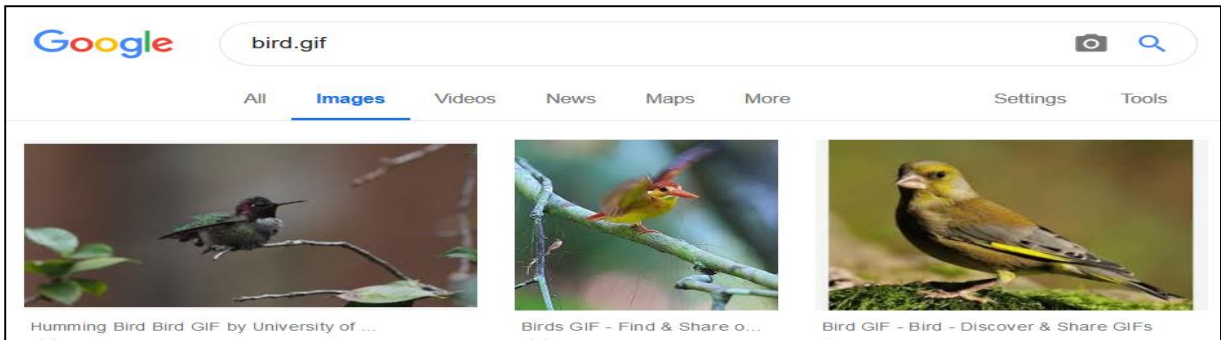 Google bird.gif
All Images Videos News Maps More Settings Tools
Humming Bird Bird GIF by University of ... Birds GIF - Find & Share o... Bird GIF - Bird - Discover & Share GIFs